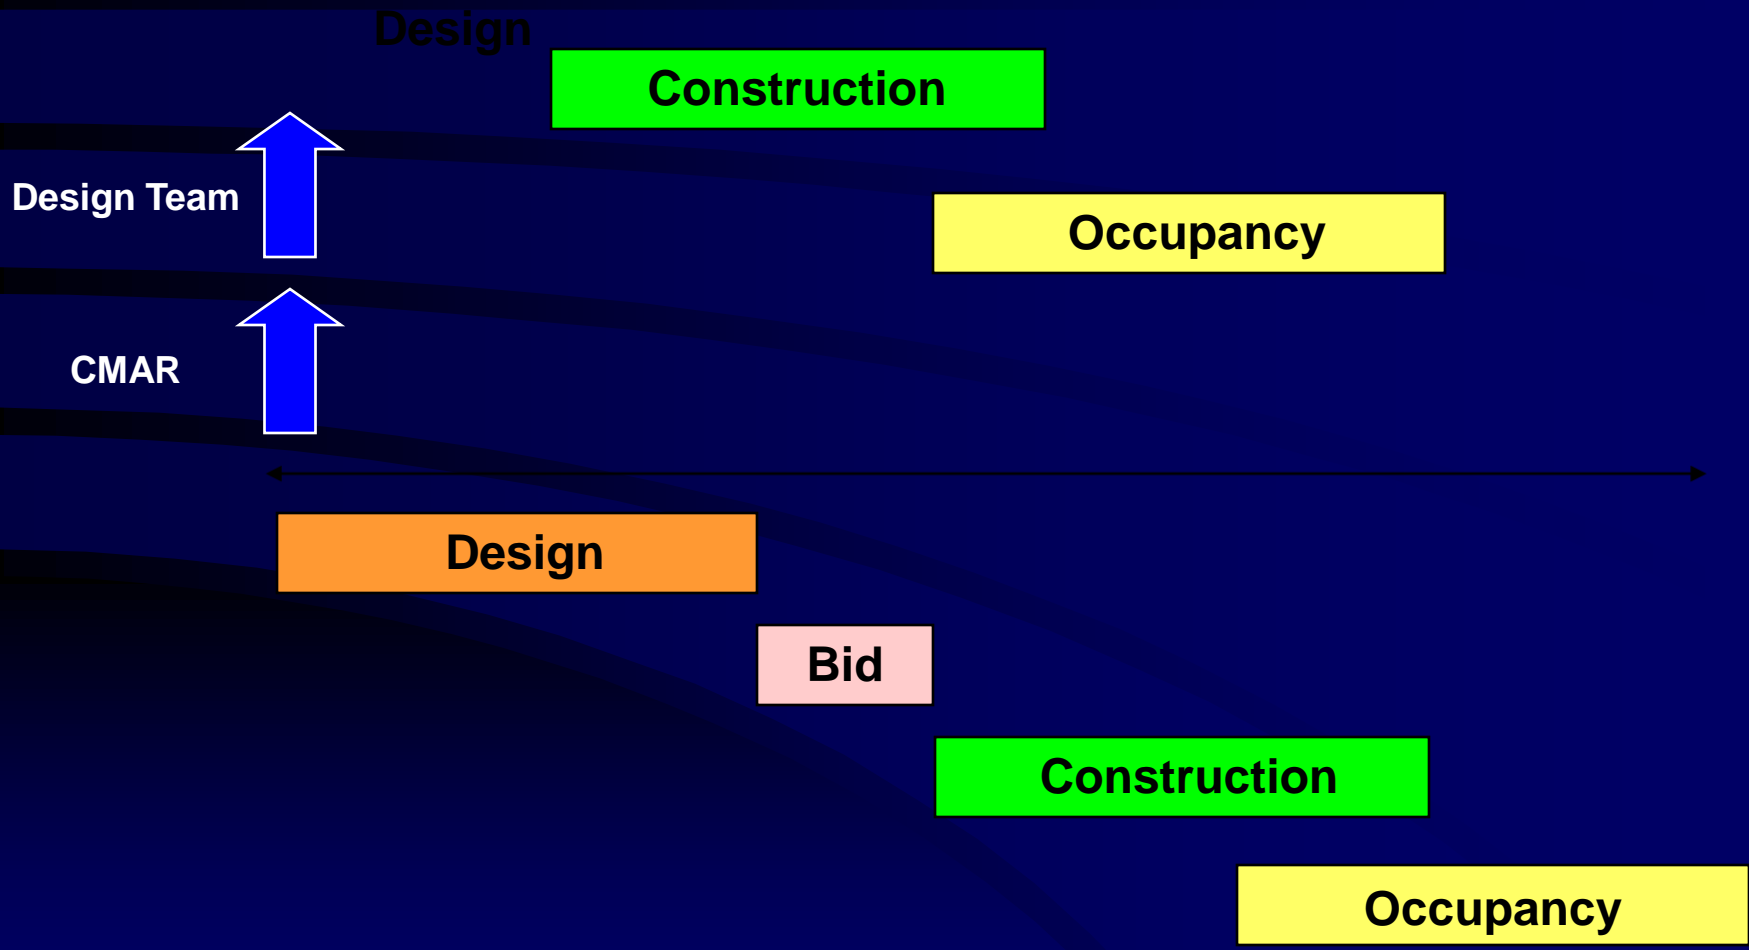 Design
Construction
Design Team
Occupancy
CMAR
Design
Bid
Construction
Occupancy